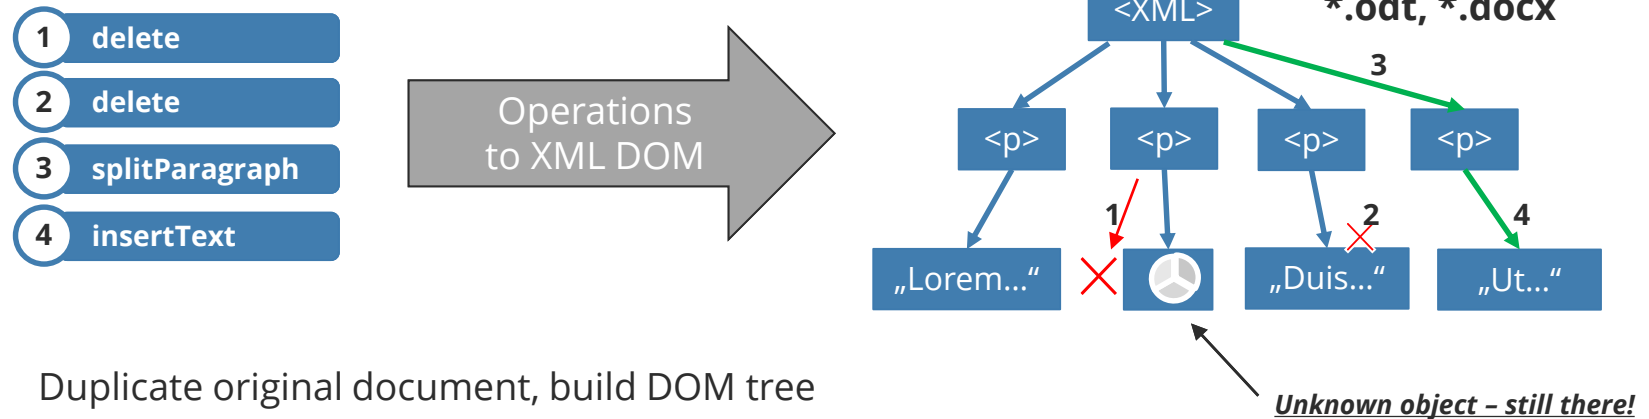 1 delete
2 delete
3 splitParagraph
4 insertText
Operations
to XML DOM
<XML>
*.odt, *.docx
3
<p> <p> <p> <p>
1 2 4
„Lorem...“ „Duis...“ „Ut...“
Duplicate original document, build DOM tree
Unknown object – still there!